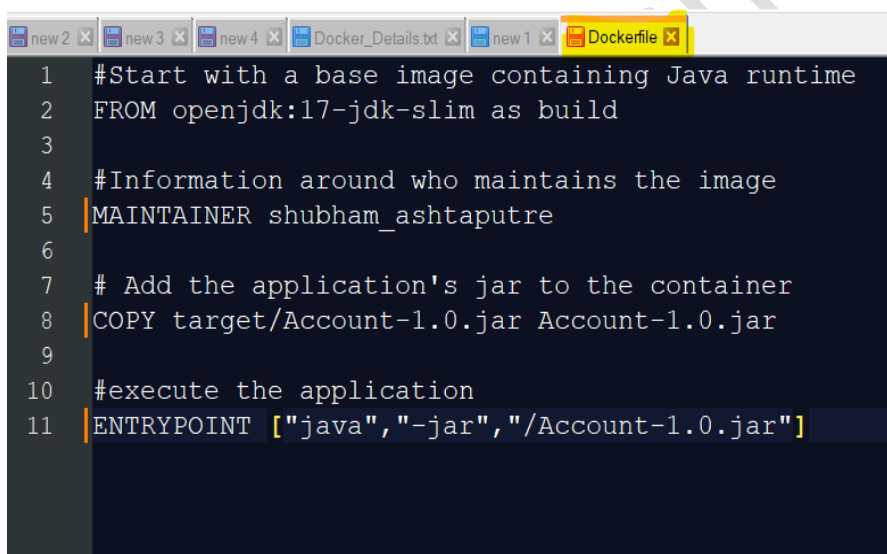 new 2 new 3 new 4 Docker_Details.txt new 1 Dockerfile
1 #Start with a base image containing Java runtime
2 FROM openjdk:17-jdk-slim as build
3
4 #Information around who maintains the image
5 MAINTAINER shubham_ashtaputre
6
7 # Add the application's jar to the container
8 COPY target/Account-1.0.jar Account-1.0.jar
9
10 #execute the application
11 ENTRYPOINT ["java","-jar","/Account-1.0.jar"]